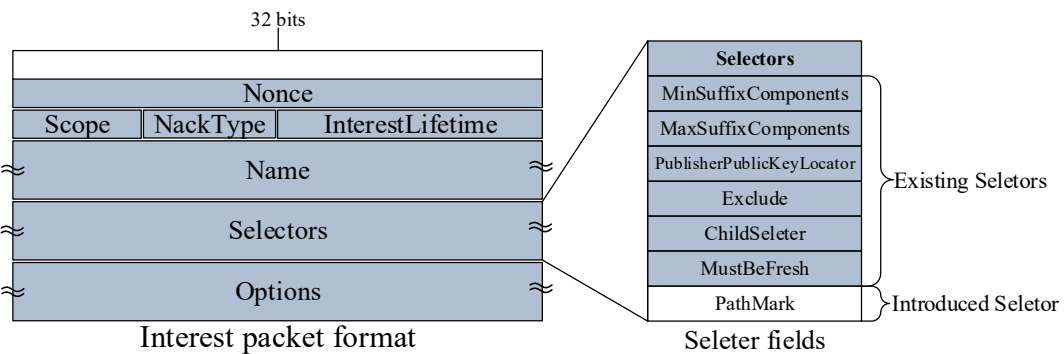 32 bits
Nonce
Scope NackType InterestLifetime
Name
Selectors
Options
Interest packet format
Selectors
MinSuffixComponents
MaxSuffixComponents
PublisherPublicKeyLocator
Exclude
ChildSeleter
MustBeFresh
PathMark
Existing Seletors
Introduced Seletor
Seleter fields